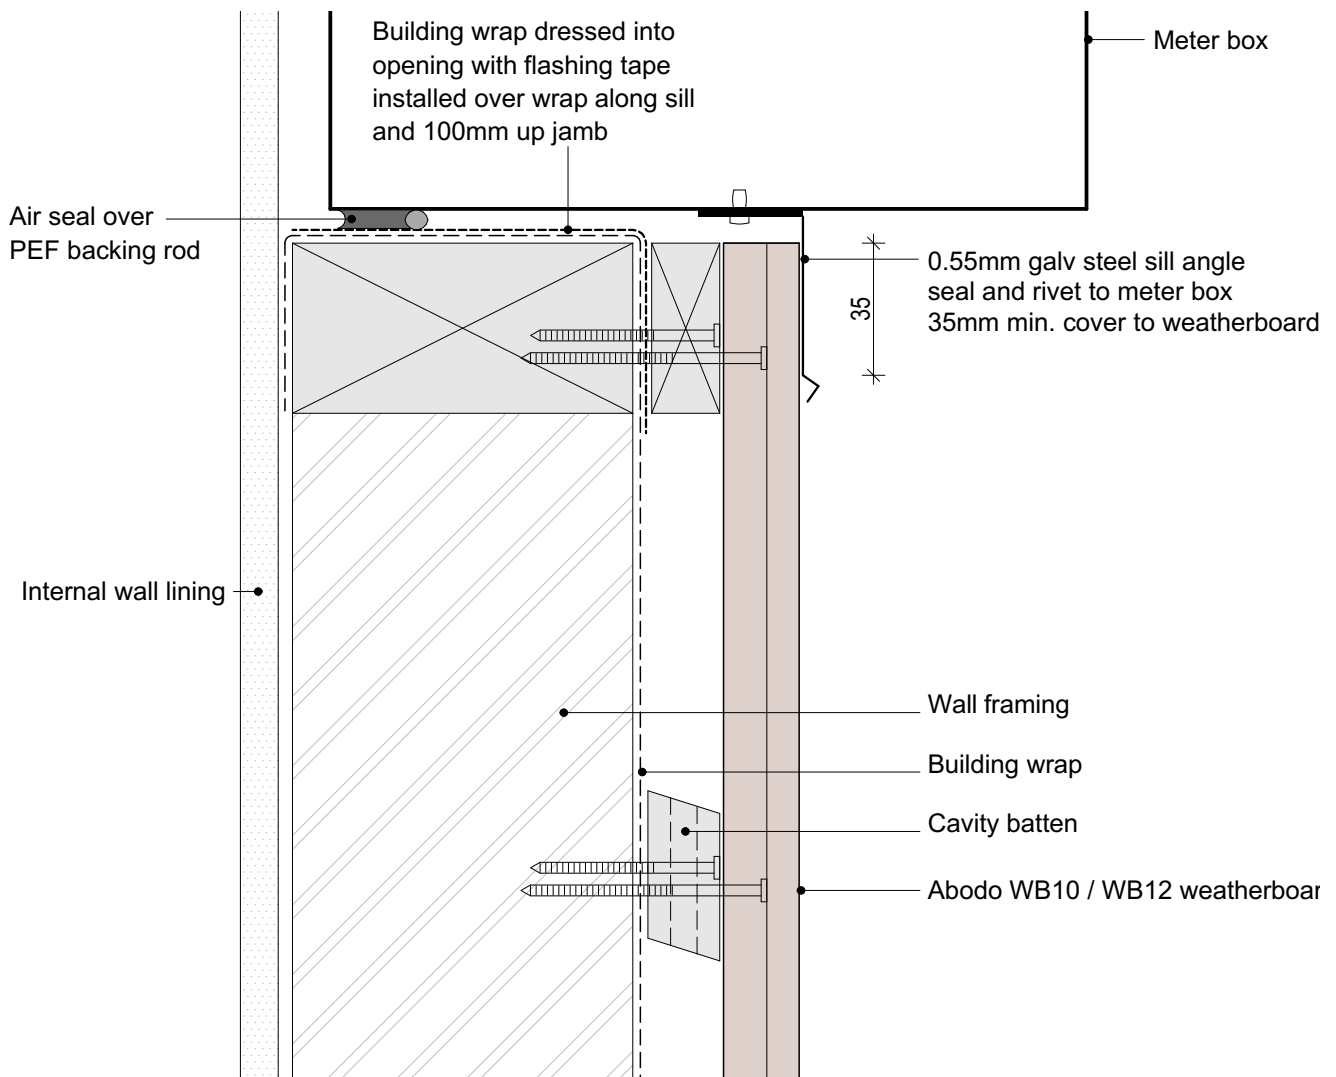 Building wrap dressed into
opening with flashing tape
installed over wrap along sill
and 100mm up jamb
Meter box
Air seal over
PEF backing rod
0.55mm galv steel sill angle
seal and rivet to meter box
35mm min. cover to weatherboard
35
Internal wall lining
Wall framing
Building wrap
Cavity batten
Abodo WB10 / WB12 weatherboar